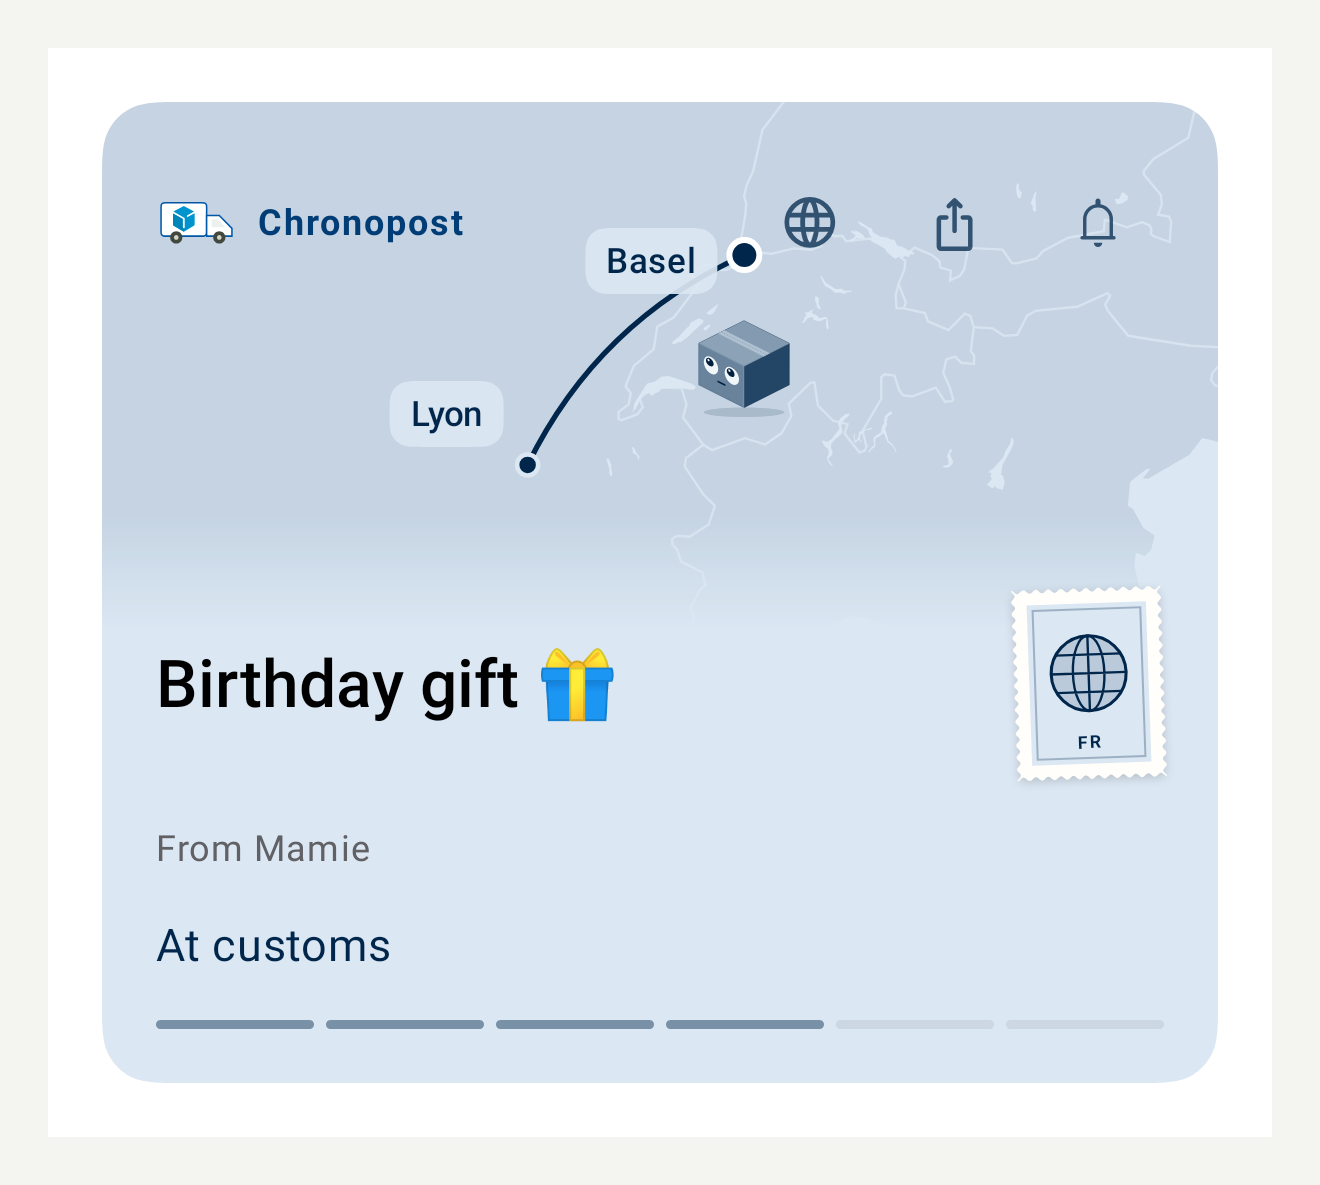 Chronopost
Basel
Lyon
Birthday gift 🎁
FR
From Mamie
At customs